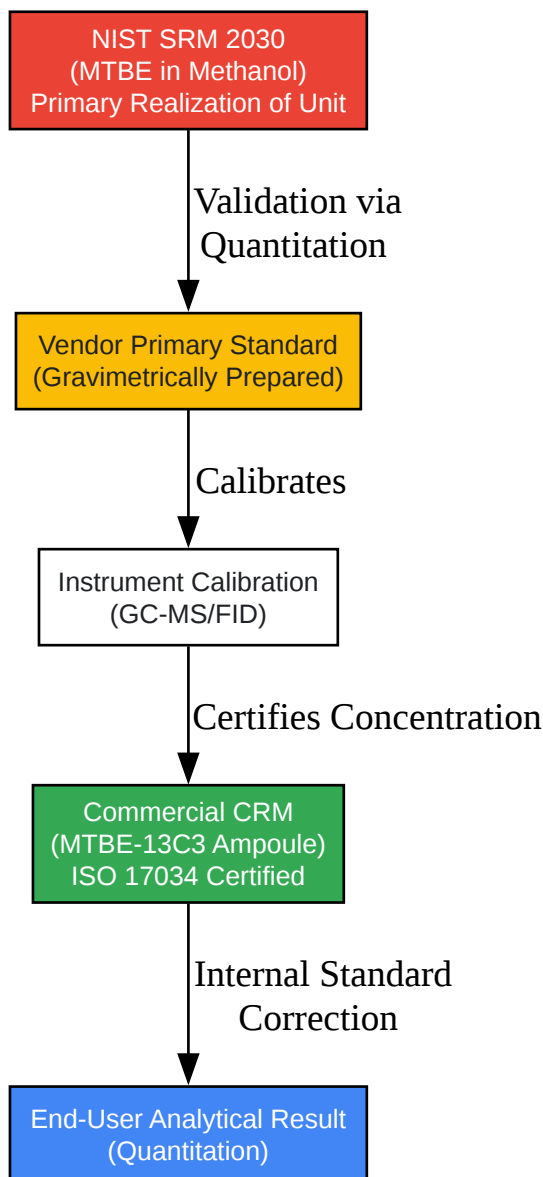 NIST SRM 2030
(MTBE in Methanol)
Primary Realization of Unit
Validation via
Quantitation
Vendor Primary Standard
(Gravimetrically Prepared)
Calibrates
Instrument Calibration
(GC-MS/FID)
Certifies Concentration
Commercial CRM
(MTBE-13C3 Ampoule)
ISO 17034 Certified
Internal Standard
Correction
End-User Analytical Result
(Quantitation)